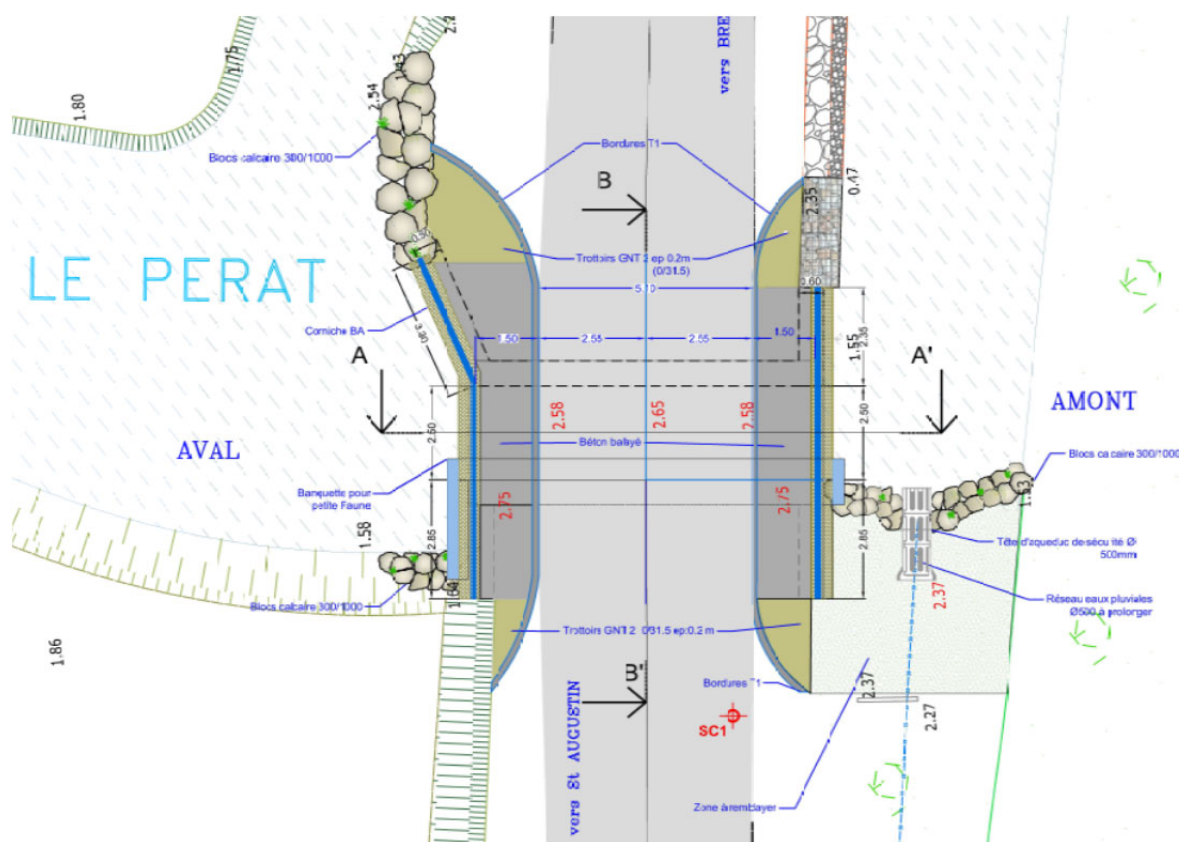 1.75
1.80
2.54
1.43
Blocs calcaire 300/1000
vers BRE
Bordures T1
B
2.35
0.47
LE PERAT
0.50
Trottoirs GNT 2 ep 0.2m
(0/31.5)
0.60
Corniche BA
2.55
2.55
1.50
1.55
2.35
A
A'
2.58
2.65
2.58
2.50
2.50
AMONT
AVAL
Béton balayé
Blocs calcaire 300/1000
Banquette pour
petite Faune
2.75
2.75
1.58
2.85
2.85
Tête d'aqueduc de sécurité Ø
500mm
Blocs calcaire 300/1000
1.64
2.37
Réseau eaux pluviales
Ø500 à prolonger
1.86
Trottoirs GNT 2 0/31.5 ep:0.2 m
B'
Bordures T1
2.37
2.27
SC1
vers St AUGUSTIN
Zone à remblayer